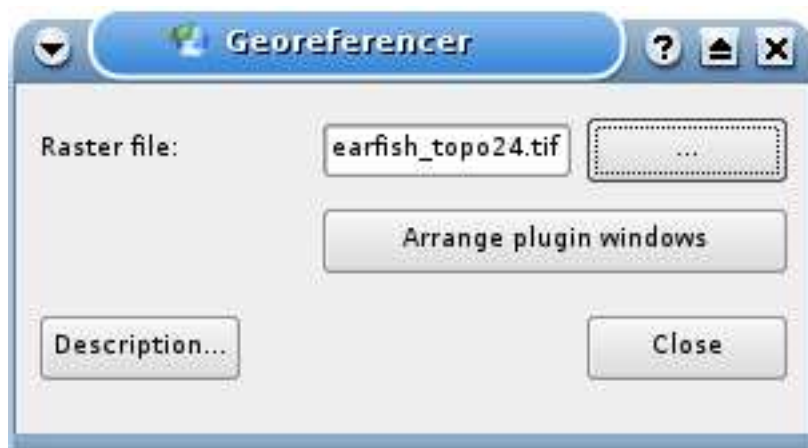 Georeferencer
Raster file: earfish_topo24.tif ...
Arrange plugin windows
Description... Close